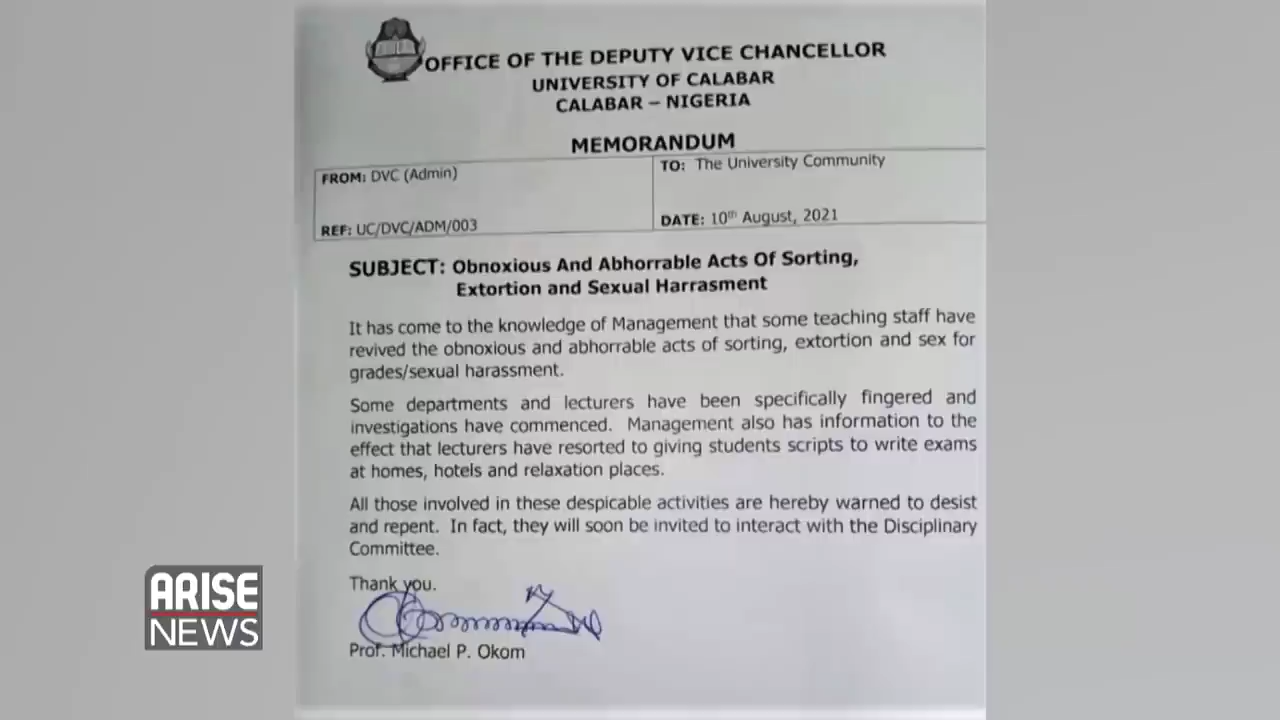 OFFICE OF THE DEPUTY VICE CHANCELLOR
UNIVERSITY OF CALABAR
CALABAR – NIGERIA
MEMORANDUM
FROM: DVC (Admin)
TO: The University Community
REF: UC/DVC/ADM/003
DATE: 10th August, 2021
SUBJECT: Obnoxious And Abhorrable Acts Of Sorting,
Extortion and Sexual Harrasment
It has come to the knowledge of Management that some teaching staff have
revived the obnoxious and abhorrable acts of sorting, extortion and sex for
grades/sexual harassment.
Some departments and lecturers have been specifically fingered and
investigations have commenced. Management also has information to the
effect that lecturers have resorted to giving students scripts to write exams
at homes, hotels and relaxation places.
All those involved in these despicable activities are hereby warned to desist
and repent. In fact, they will soon be invited to interact with the Disciplinary
Committee.
Thank you.
Prof. Michael P. Okom
ARISE
NEWS